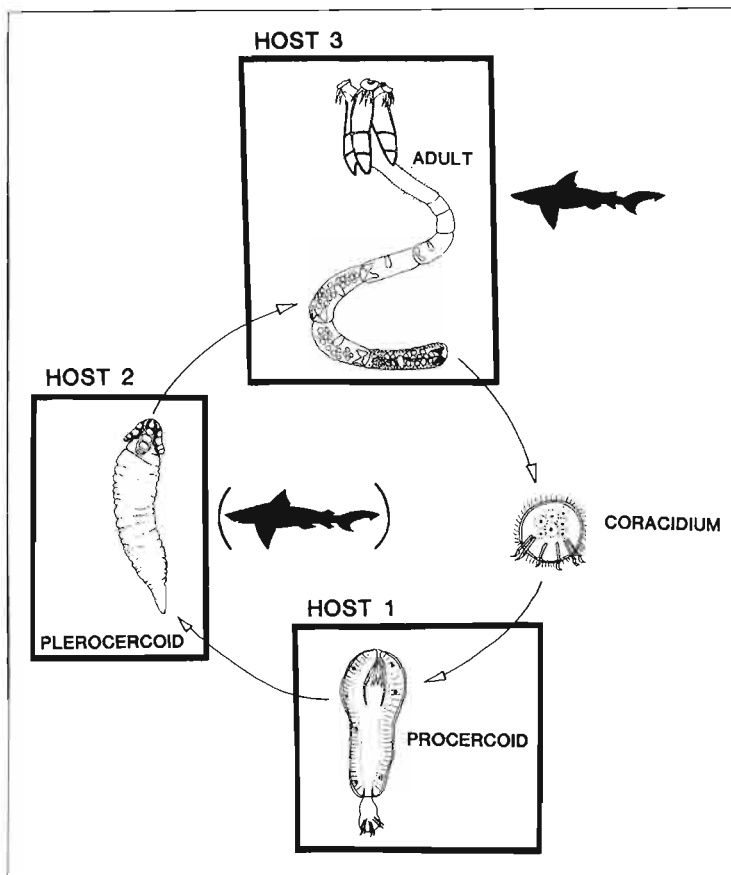 HOST 3
ADULT
HOST 2
CORACIDIUM
HOST 1
PLEROCERCOID
PROCERCOID